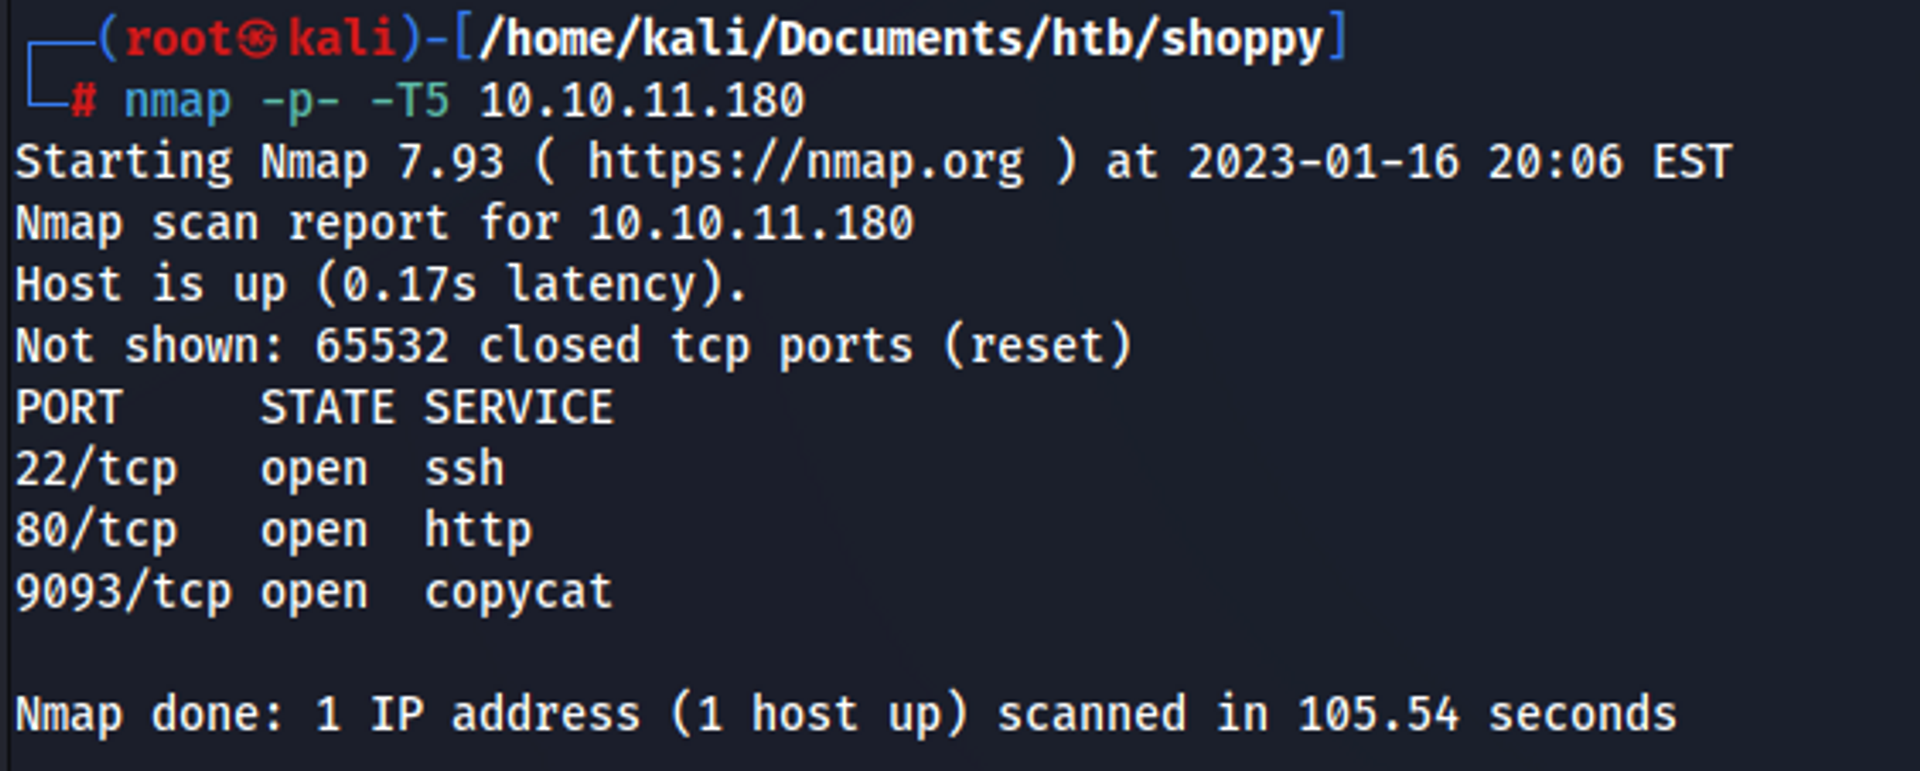 ┌──(root㉿kali)-[/home/kali/Documents/htb/shoppy]
└─# nmap -p- -T5 10.10.11.180
Starting Nmap 7.93 ( https://nmap.org ) at 2023-01-16 20:06 EST
Nmap scan report for 10.10.11.180
Host is up (0.17s latency).
Not shown: 65532 closed tcp ports (reset)
PORT     STATE SERVICE
22/tcp   open  ssh
80/tcp   open  http
9093/tcp open  copycat
Nmap done: 1 IP address (1 host up) scanned in 105.54 seconds